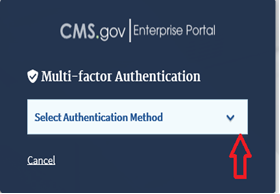 CMS.gov | Enterprise Portal
Multi-factor Authentication
Select Authentication Method
Cancel